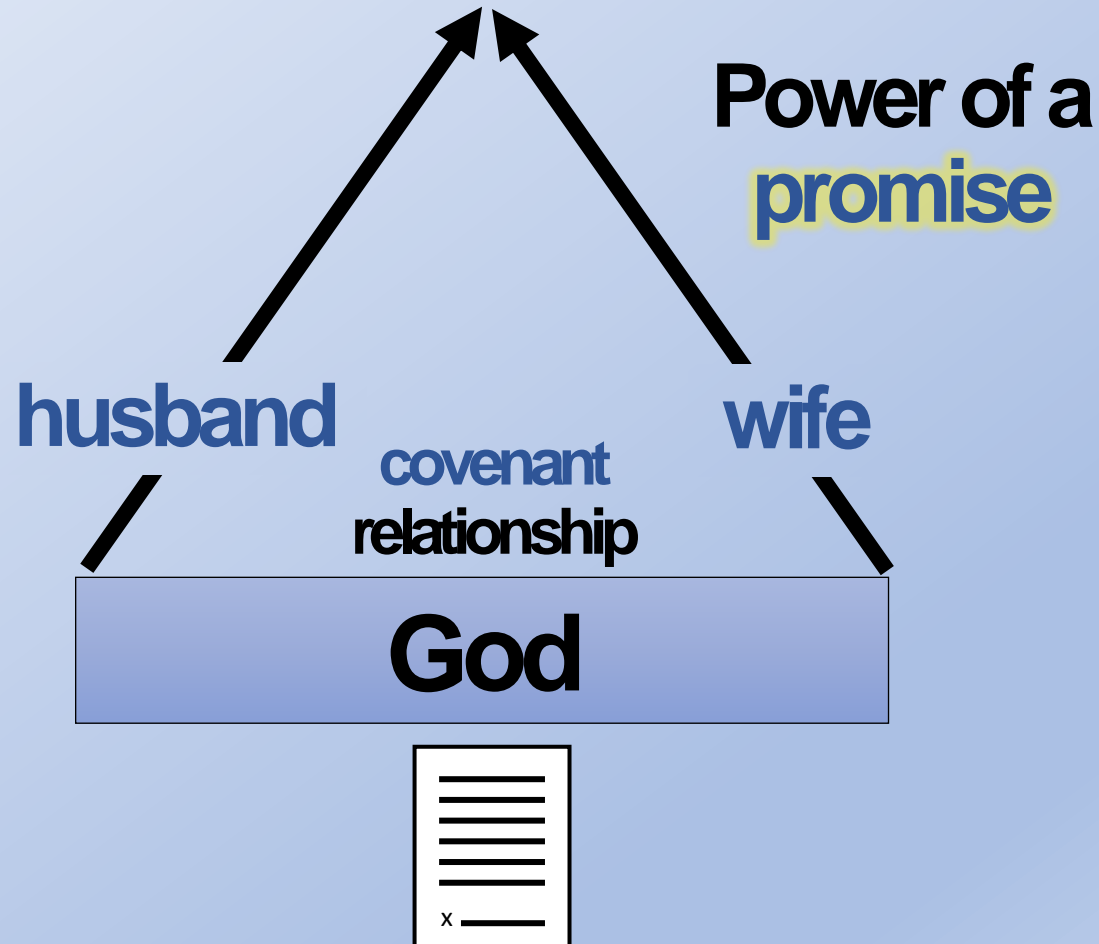 Power of a
promise
husband
wife
covenant
relationship
God
x